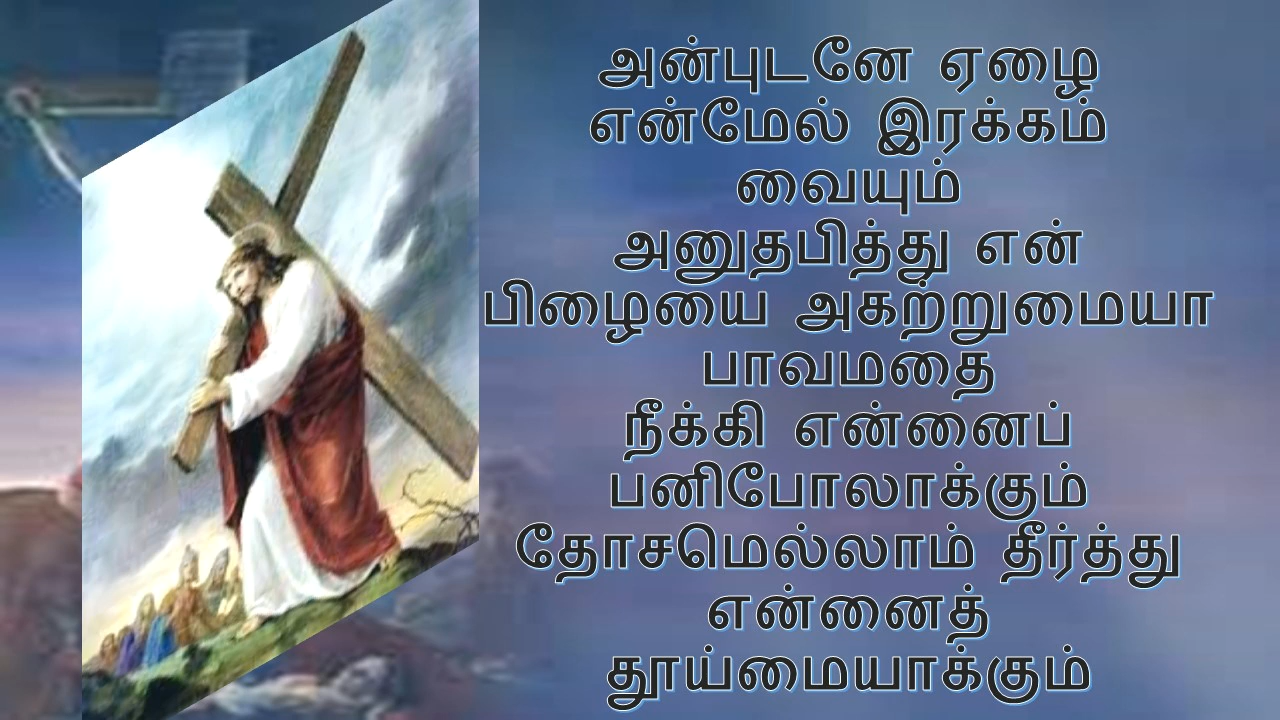 அன்புடனே ஏழை
என்மேல் இரக்கம்
வையும்
அனுதபித்து என்
பிழையை அகற்றுமையா
பாவமதை
நீக்கி என்னைப்
பனிபோலாக்கும்
தோசமெல்லாம் தீர்த்து
என்னைத்
தூய்மையாக்கும்